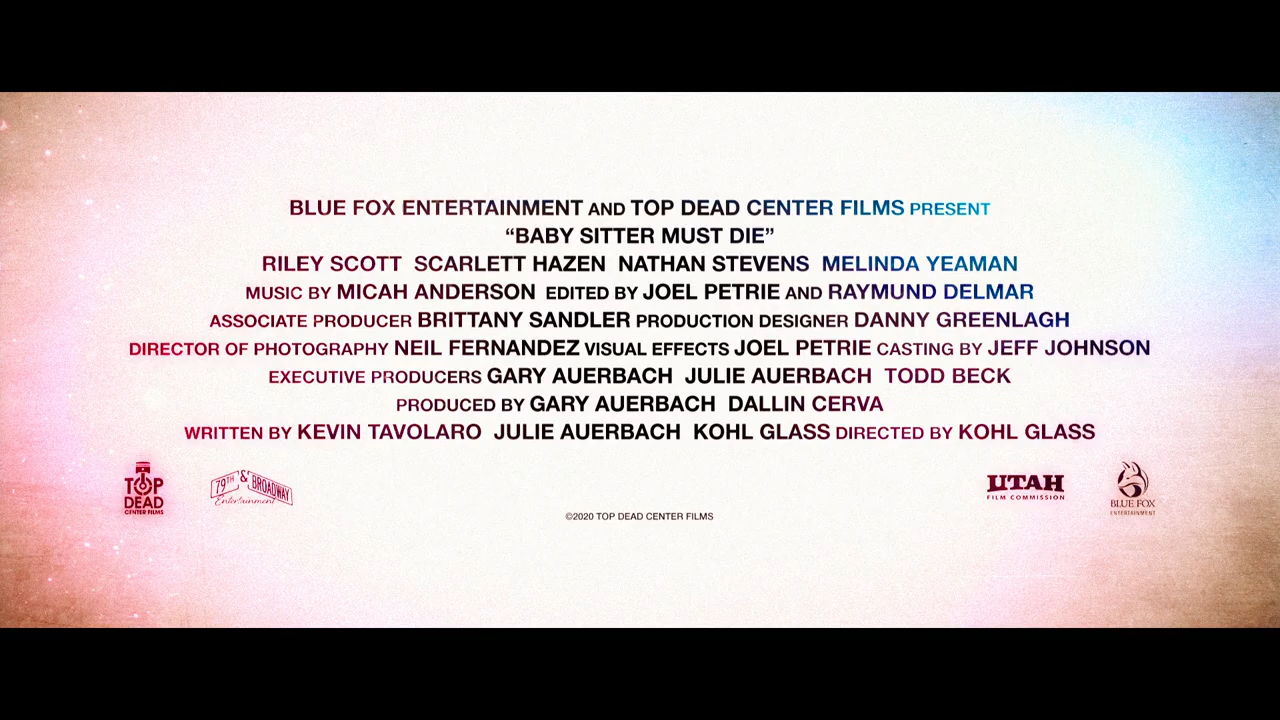 BLUE FOX ENTERTAINMENT AND TOP DEAD CENTER FILMS PRESENT
“BABY SITTER MUST DIE”
RILEY SCOTT SCARLETT HAZEN NATHAN STEVENS MELINDA YEAMAN
MUSIC BY MICAH ANDERSON EDITED BY JOEL PETRIE AND RAYMUND DELMAR
ASSOCIATE PRODUCER BRITTANY SANDLER PRODUCTION DESIGNER DANNY GREENLAGH
DIRECTOR OF PHOTOGRAPHY NEIL FERNANDEZ VISUAL EFFECTS JOEL PETRIE CASTING BY JEFF JOHNSON
EXECUTIVE PRODUCERS GARY AUERBACH JULIE AUERBACH TODD BECK
PRODUCED BY GARY AUERBACH DALLIN CERVA
WRITTEN BY KEVIN TAVOLARO JULIE AUERBACH KOHL GLASS DIRECTED BY KOHL GLASS
TOP
DEAD
CENTER FILMS
79TH & BROADWAY
Entertainment
UTAH
FILM COMMISSION
BLUE FOX
ENTERTAINMENT
©2020 TOP DEAD CENTER FILMS